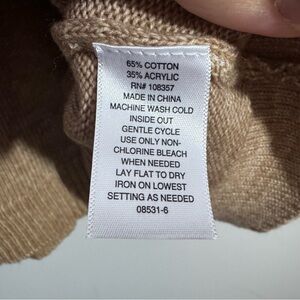 65% COTTON
35% ACRYLIC
RN# 108357
MADE IN CHINA
MACHINE WASH COLD
INSIDE OUT
GENTLE CYCLE
USE ONLY NON-
CHLORINE BLEACH
WHEN NEEDED
LAY FLAT TO DRY
IRON ON LOWEST
SETTING AS NEEDED
08531-6